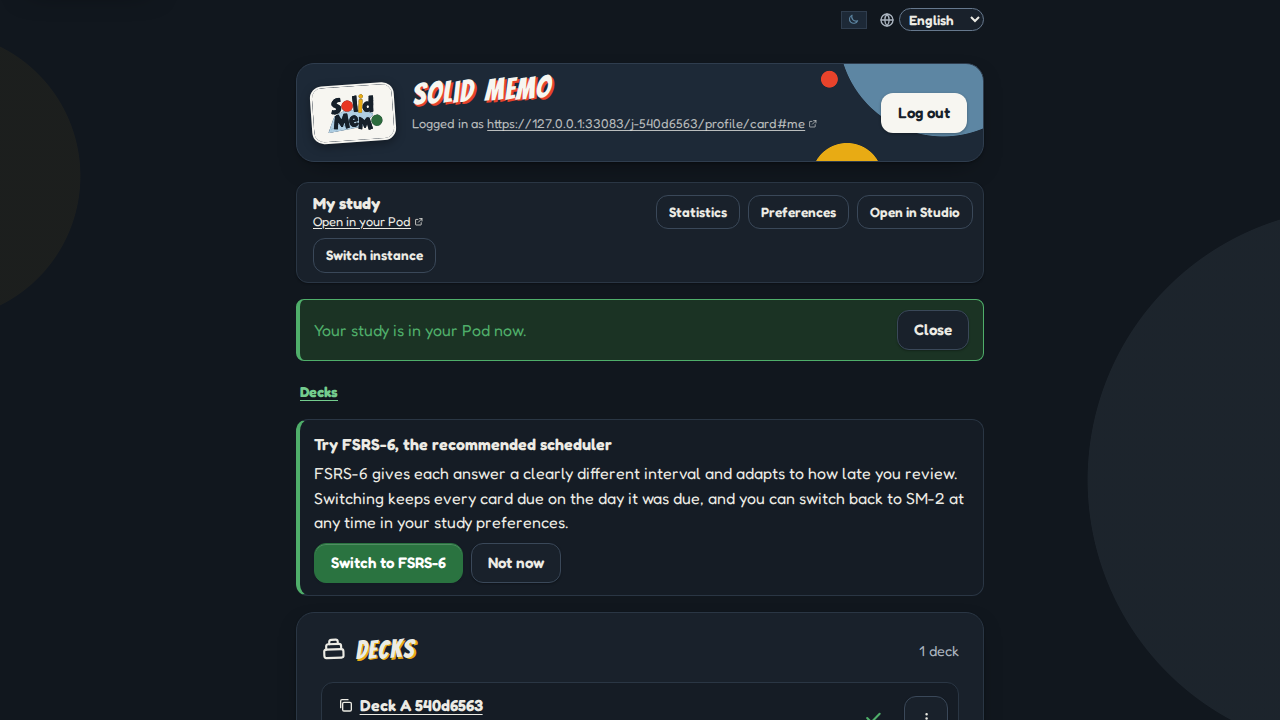 English
Solid
Memo
SOLID MEMO
Logged in as https://127.0.0.1:33083/j-540d6563/profile/card#me
Log out
My study
Open in your Pod
Statistics
Preferences
Open in Studio
Switch instance
Your study is in your Pod now.
Close
Decks
Try FSRS-6, the recommended scheduler
FSRS-6 gives each answer a clearly different interval and adapts to how late you review.
Switching keeps every card due on the day it was due, and you can switch back to SM-2 at
any time in your study preferences.
Switch to FSRS-6
Not now
DECKS
1 deck
Deck A 540d6563